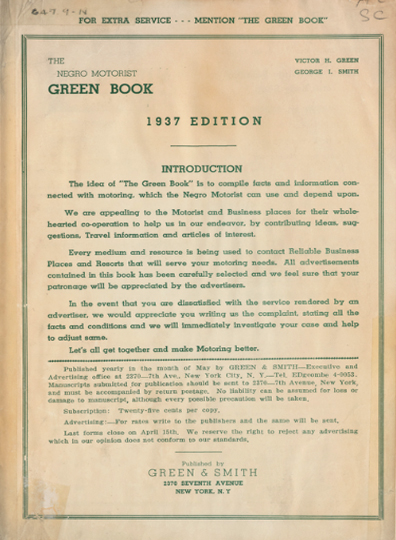 FOR EXTRA SERVICE - - - MENTION "THE GREEN BOOK"
THE
NEGRO MOTORIST
GREEN BOOK
VICTOR H. GREEN
GEORGE I. SMITH
1937 EDITION
INTRODUCTION
The idea of "The Green Book" is to compile facts and information con-
nected with motoring, which the Negro Motorist can use and depend upon.
We are appealing to the Motorist and Business places for their whole-
hearted co-operation to help us in our endeavor, by contributing ideas, sug-
gestions, Travel information and articles of interest.
Every medium and resource is being used to contact Reliable Business
Places and Resorts that will serve your motoring needs. All advertisements
contained in this book has been carefully selected and we feel sure that your
patronage will be appreciated by the advertisers.
In the event that you are dissatisfied with the service rendered by an
advertiser, we would appreciate you writing us the complaint, stating all the
facts and conditions and we will immediately investigate your case and help
to adjust same.
Let's all get together and make Motoring better.
Published yearly in the month of May by GREEN & SMITH—Executive and
Advertising office at 2370—7th Ave., New York City, N. Y.—Tel. EDgcombe 4-9053.
Manuscripts submitted for publication should be sent to 2370—7th Avenue, New York,
and must be accompanied by return postage. No liability can be assumed for loss or
damage to manuscript, although every possible precaution will be taken.
Subscription: Twenty-five cents per copy.
Advertising:—For rates write to the publishers and the same will be sent.
Last forms close on April 15th. We reserve the right to reject any advertising
which in our opinion does not conform to our standards.
Published by
GREEN & SMITH
2370 SEVENTH AVENUE
NEW YORK, N. Y
SC